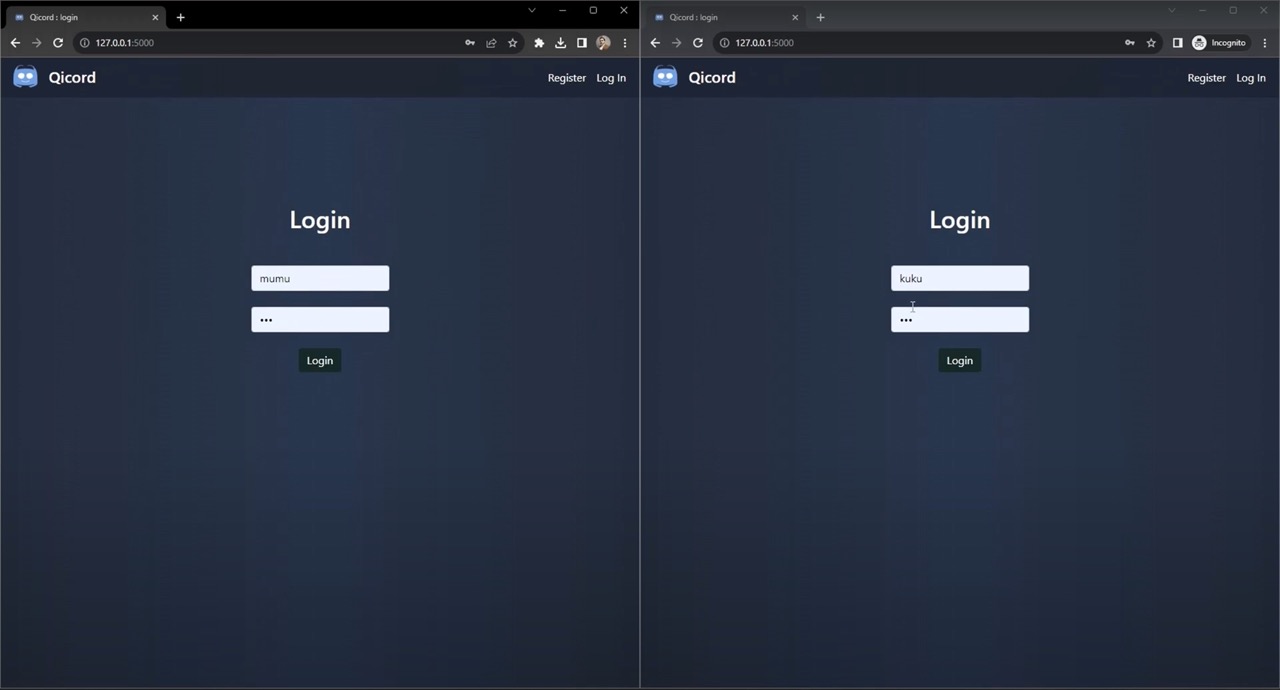 Qicord : login
127.0.0.1:5000
Qicord
Register Log In
Login
mumu
•••
Login
Qicord : login
127.0.0.1:5000
Incognito
Qicord
Register Log In
Login
kuku
•••
Login